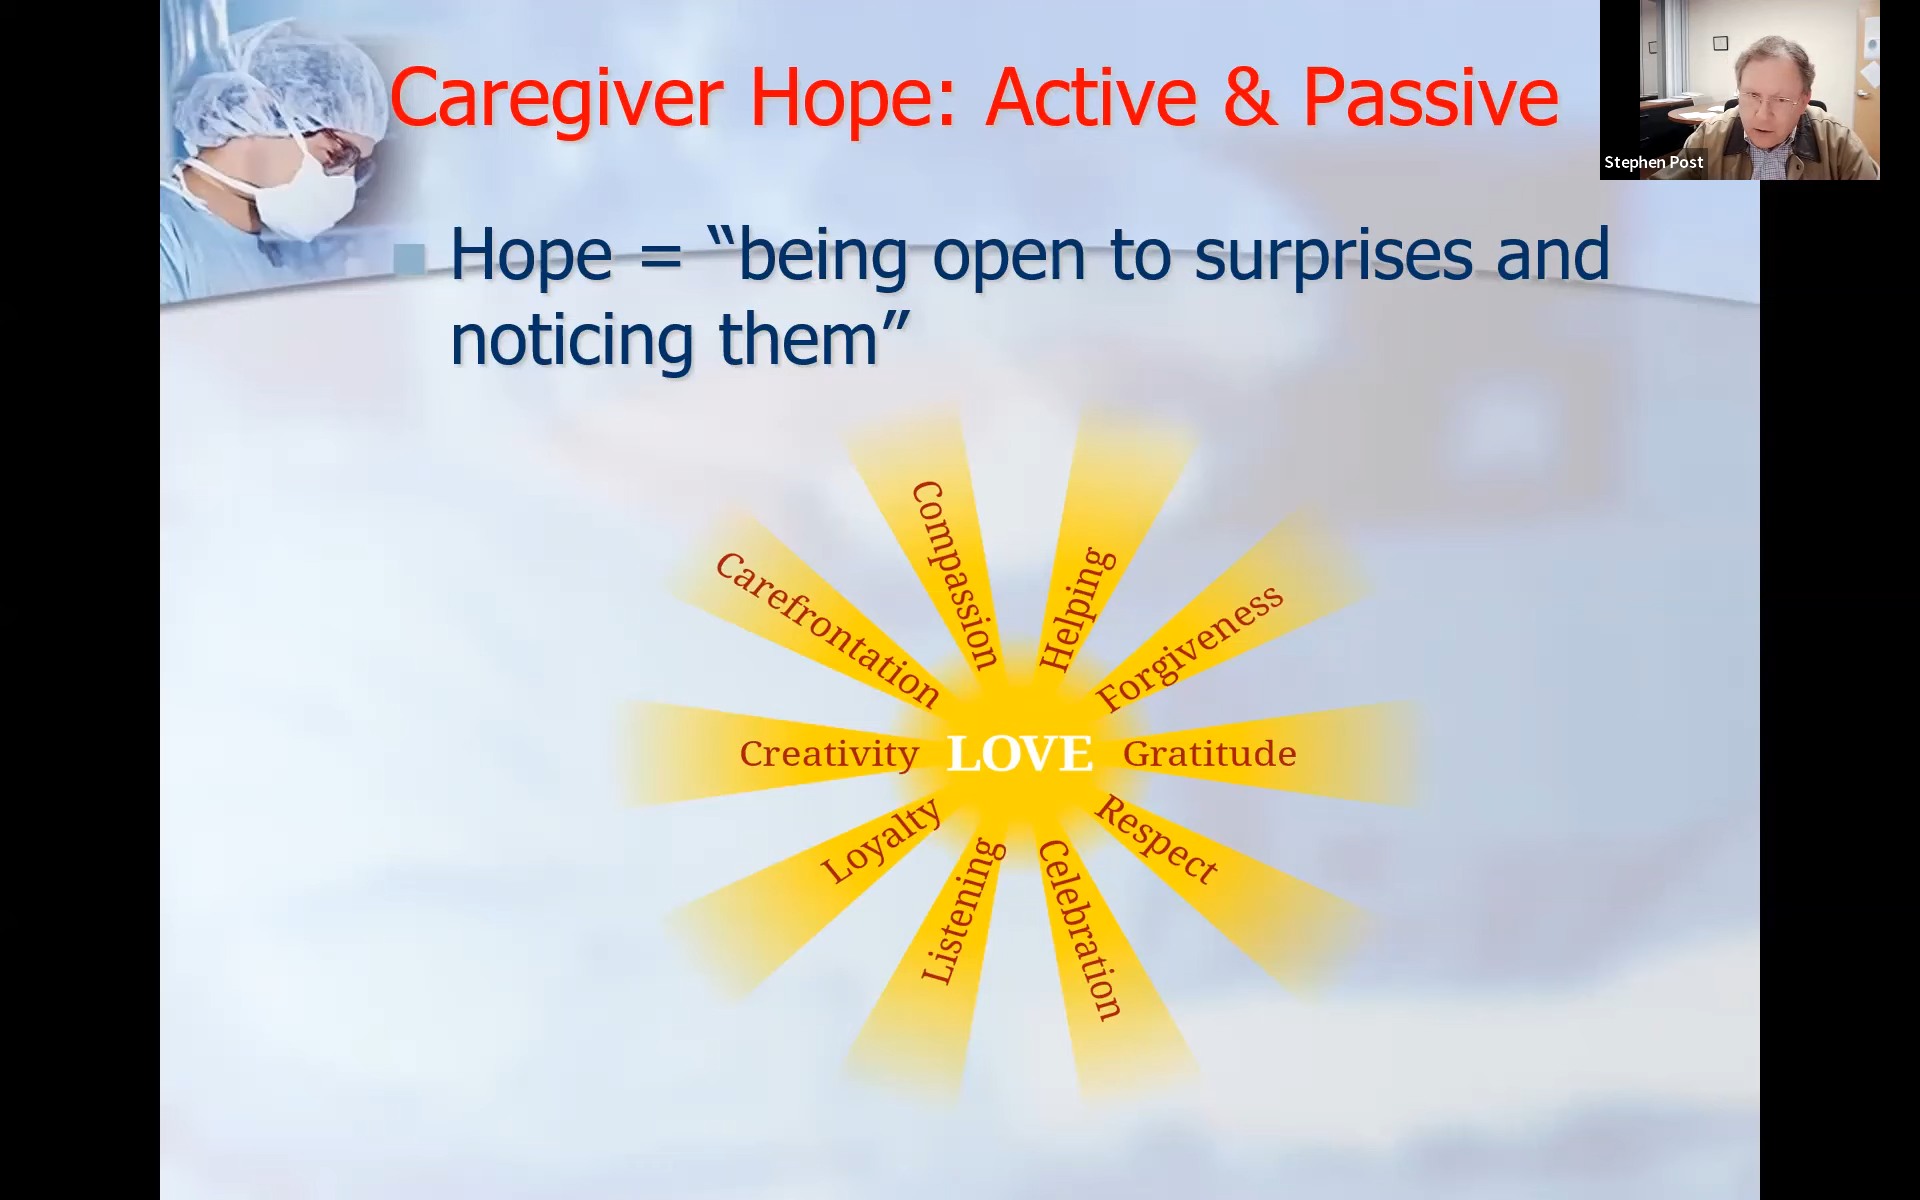 Caregiver Hope: Active & Passive
Stephen Post
Hope = “being open to surprises and
noticing them”
Compassion
Helping
Carefrontation
Forgiveness
Creativity
LOVE
Gratitude
Loyalty
Respect
Listening
Celebration